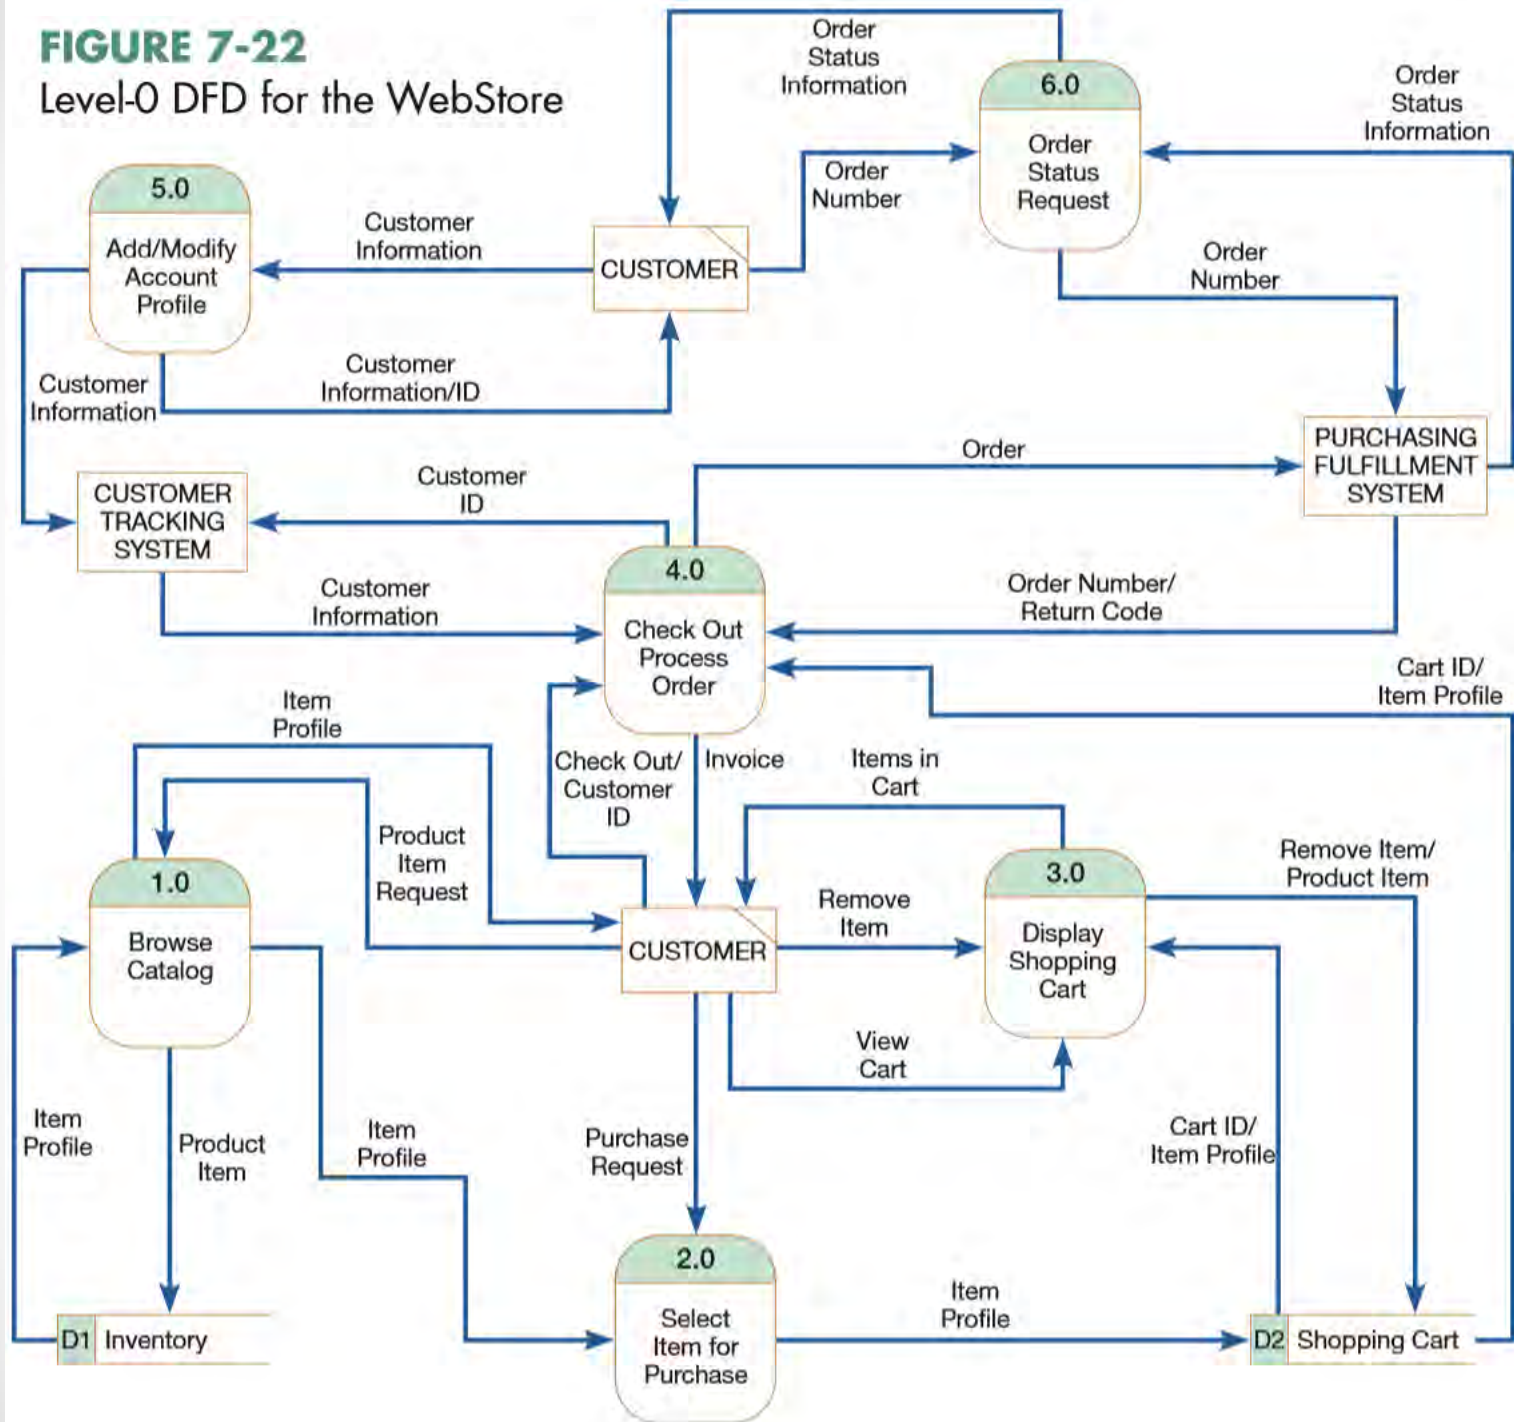 FIGURE 7-22
Level-0 DFD for the WebStore
Order
Status
Information
6.0
Order
Status
Request
Order
Status
Information
5.0
Add/Modify
Account
Profile
Customer
Information
CUSTOMER
Order
Number
Order
Number
Customer
Information
Customer
Information/ID
PURCHASING
FULFILLMENT
SYSTEM
Order
CUSTOMER
TRACKING
SYSTEM
Customer
ID
4.0
Check Out
Process
Order
Customer
Information
Order Number/
Return Code
Cart ID/
Item Profile
Item
Profile
Check Out/
Customer
ID
Invoice
Items in
Cart
Product
Item
Request
1.0
Browse
Catalog
CUSTOMER
Remove
Item
3.0
Display
Shopping
Cart
Remove Item/
Product Item
View
Cart
Item
Profile
Product
Item
Item
Profile
Purchase
Request
Cart ID/
Item Profile
2.0
Select
Item for
Purchase
Item
Profile
D1 Inventory
D2 Shopping Cart